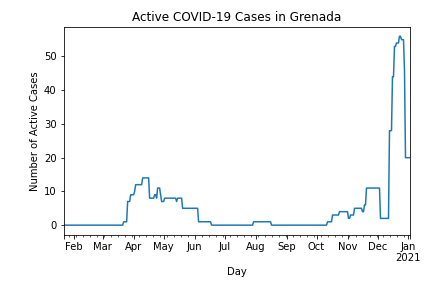 Active COVID-19 Cases in Grenada
Number of Active Cases
50
40
30
20
10
0
Feb Mar Apr May Jun Jul Aug Sep Oct Nov Dec Jan
2021
Day